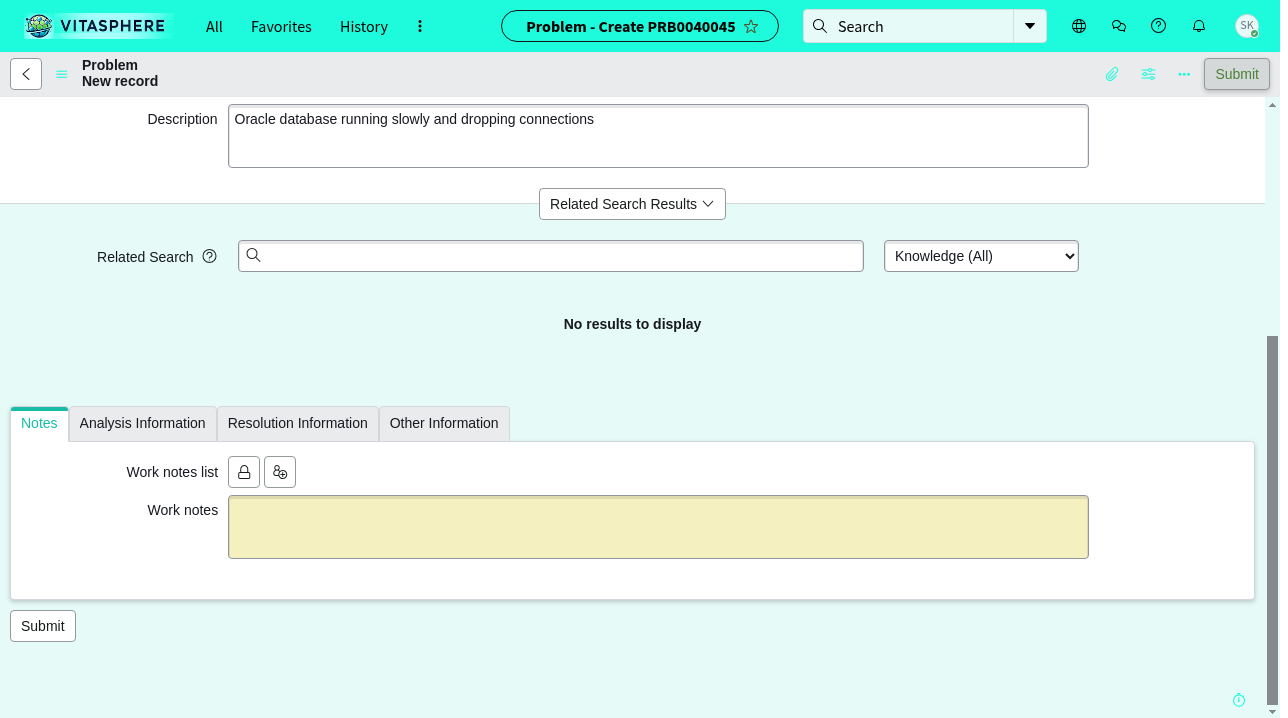 VITASPHERE
All
Favorites
History
Problem - Create PRB0040045
Search
SK
Problem
New record
Submit
Description
Oracle database running slowly and dropping connections
Related Search Results
Related Search
Knowledge (All)
No results to display
Notes
Analysis Information
Resolution Information
Other Information
Work notes list
Work notes
Submit